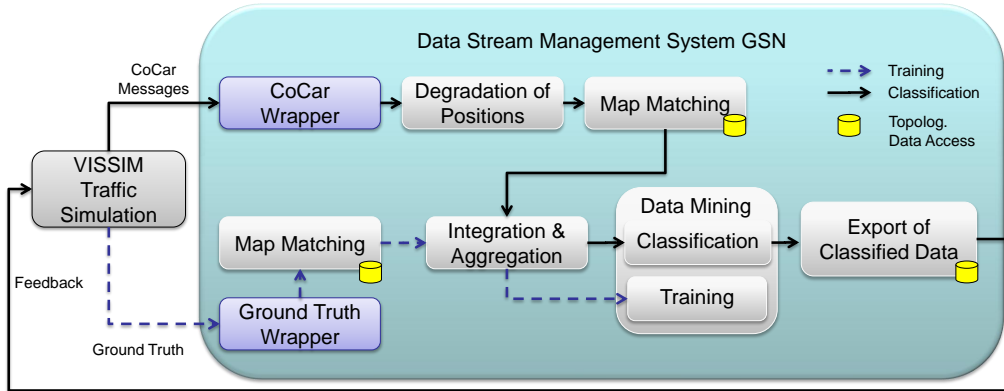 Data Stream Management System GSN
CoCar
Messages
CoCar
Wrapper
Degradation of
Positions
Map Matching
Training
Classification
Topolog.
Data Access
VISSIM
Traffic
Simulation
Map Matching
Integration &
Aggregation
Data Mining
Classification
Training
Export of
Classified Data
Feedback
Ground Truth
Wrapper
Ground Truth